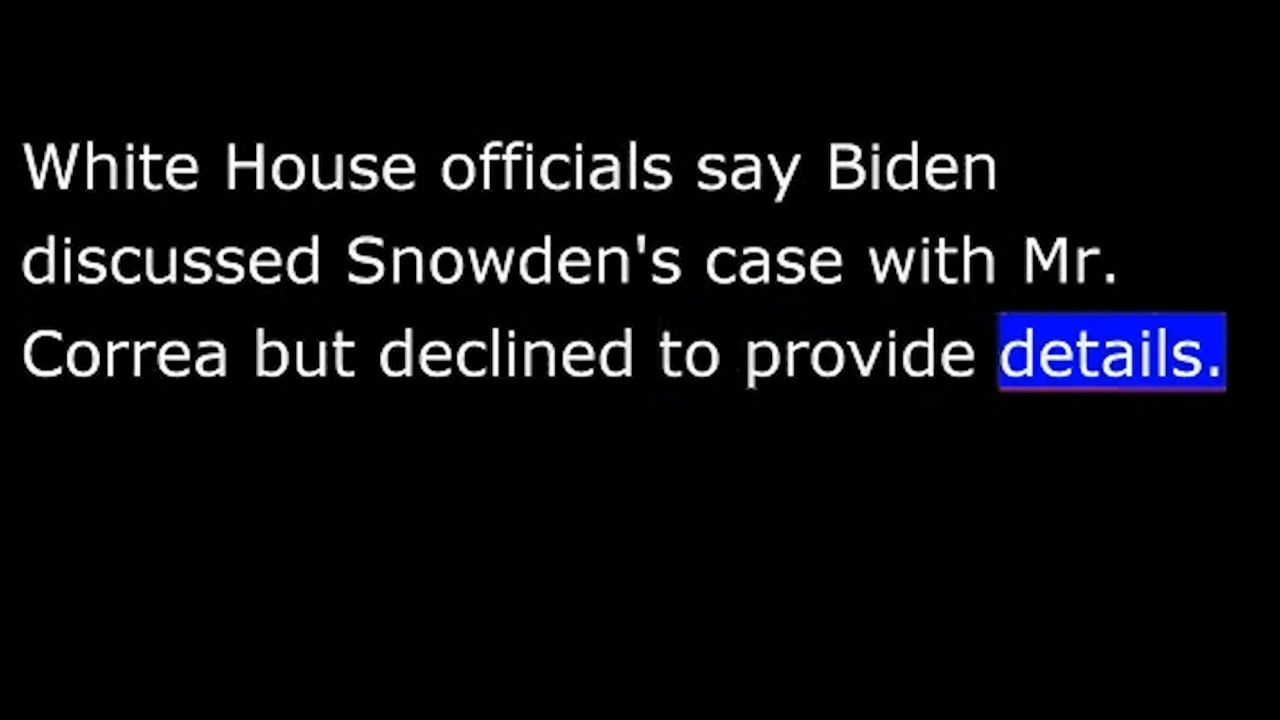 White House officials say Biden
discussed Snowden's case with Mr.
Correa but declined to provide details.